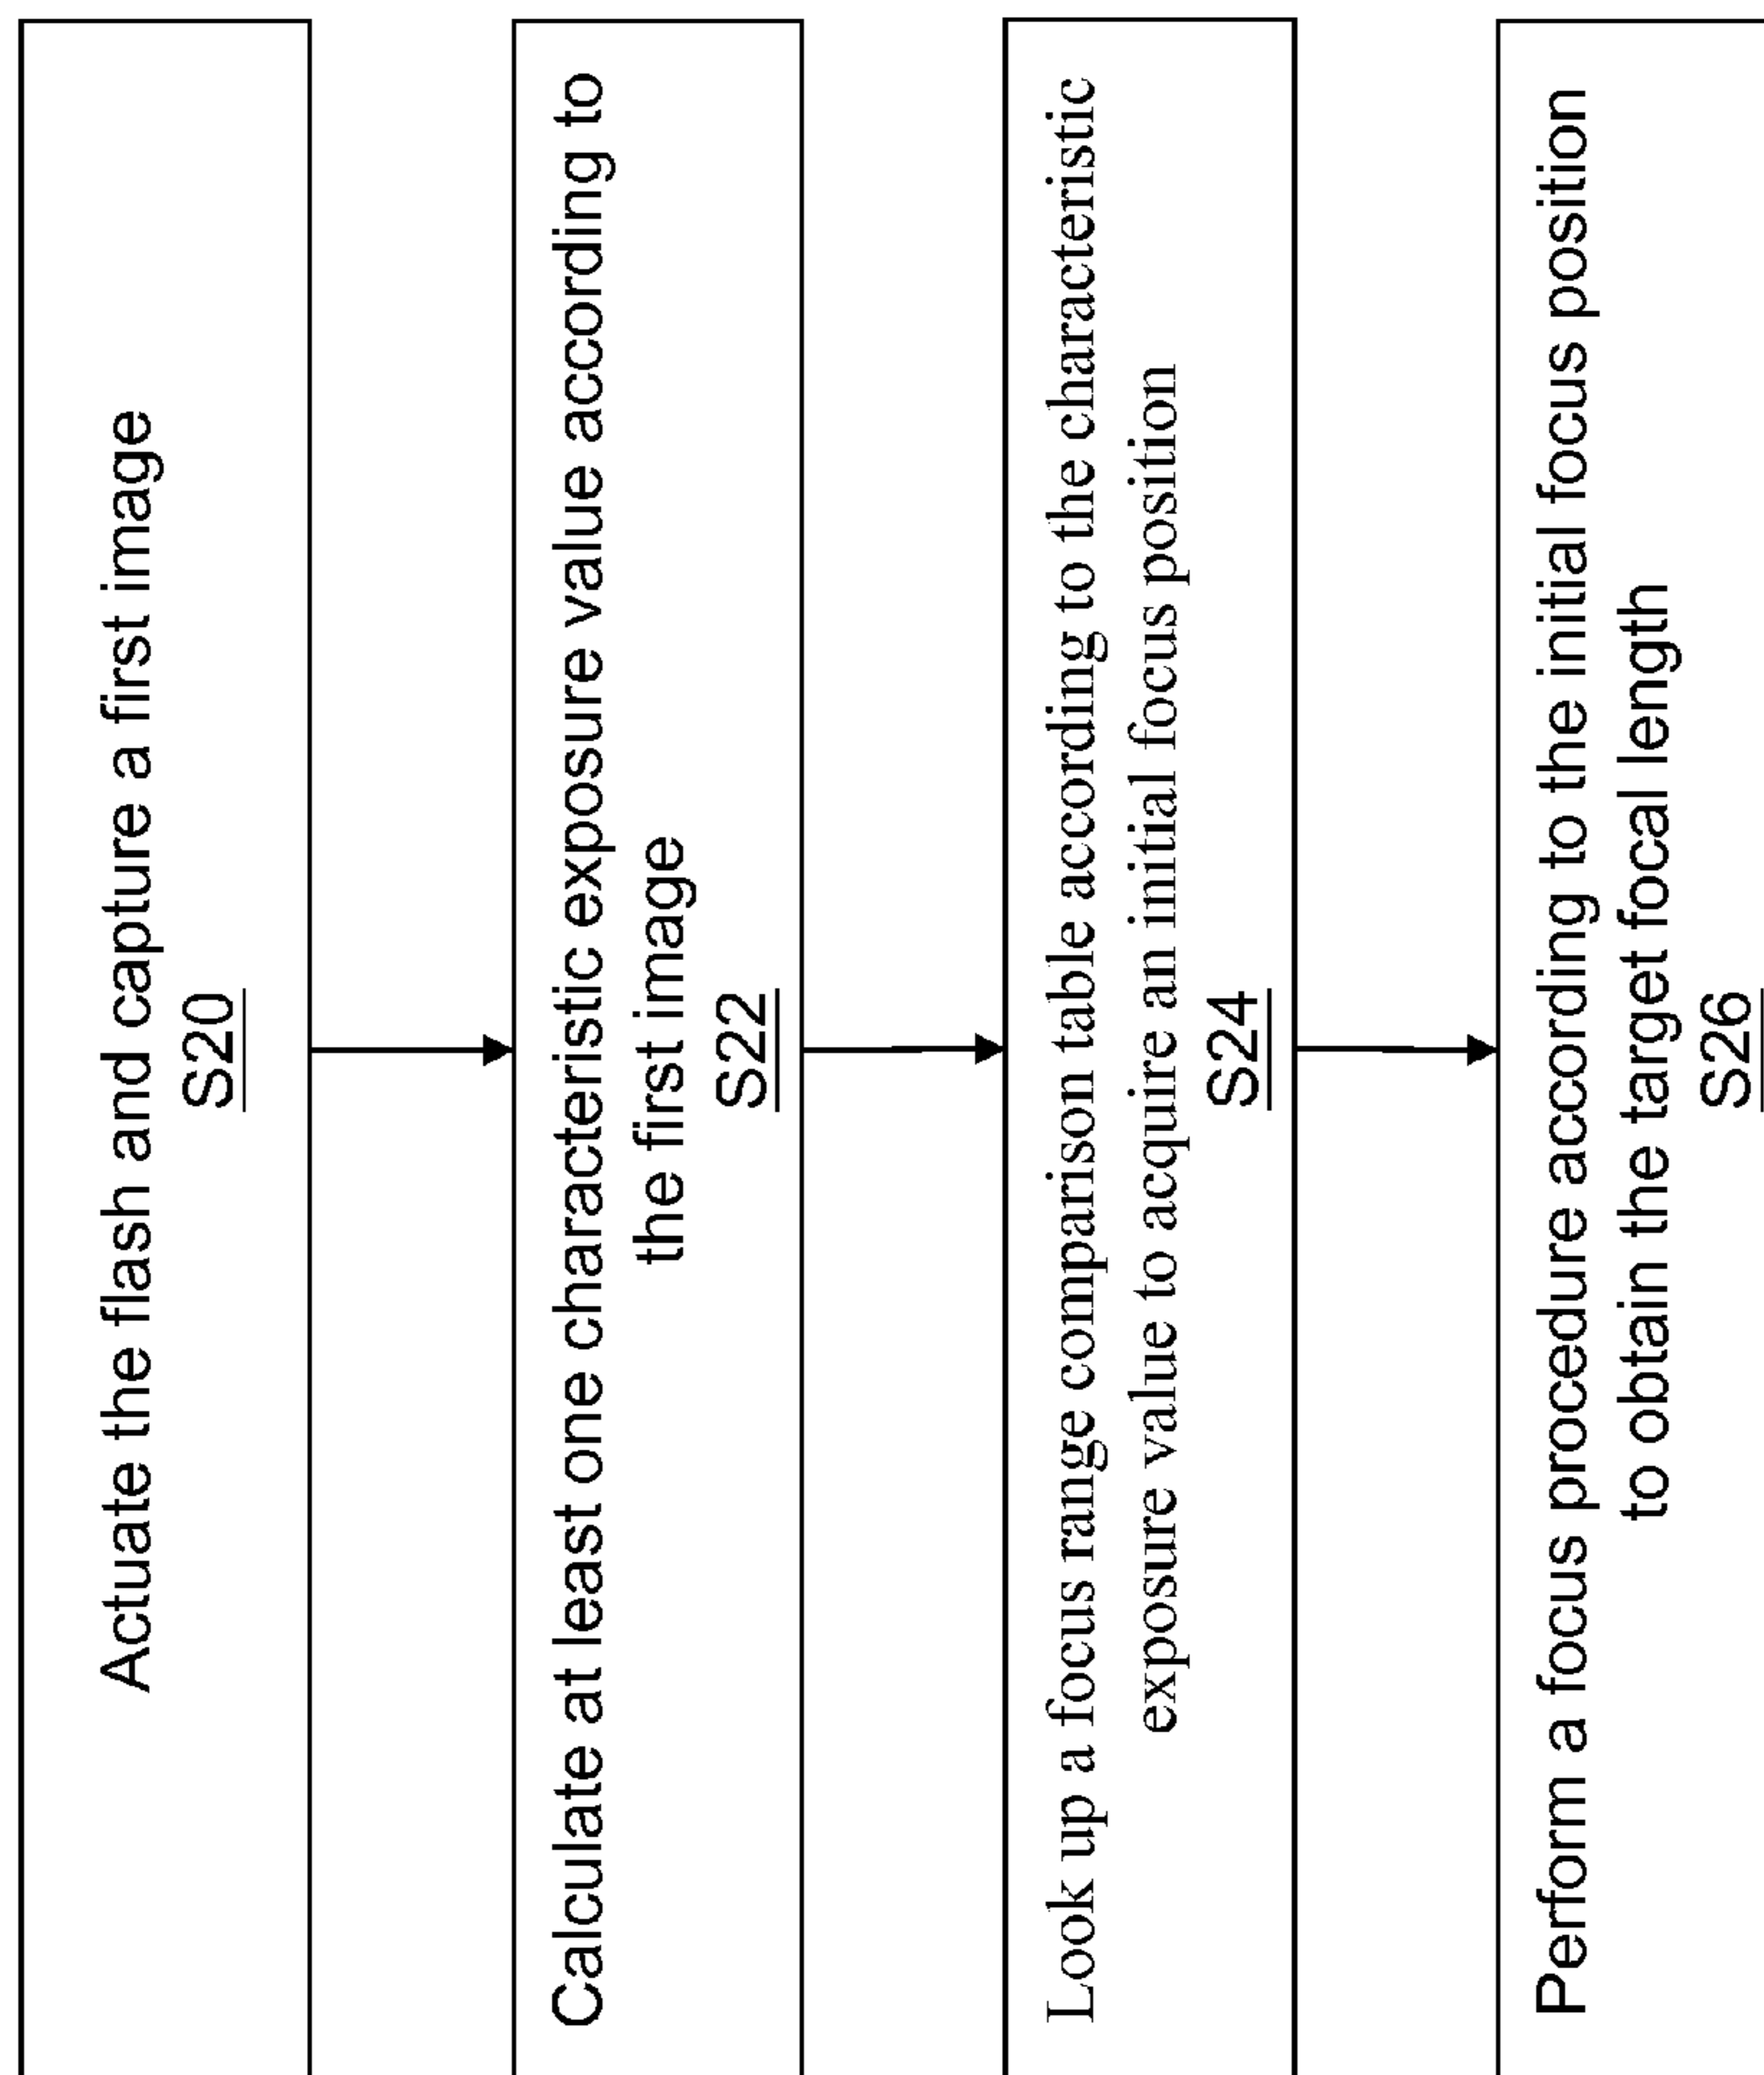 Actuate the flash and capture a first image
S20
Calculate at least one characteristic exposure value according to
the first image
S22
Look up a focus range comparison table according to the characteristic
exposure value to acquire an initial focus position
S24
Perform a focus procedure according to the initial focus position
to obtain the target focal length
S26